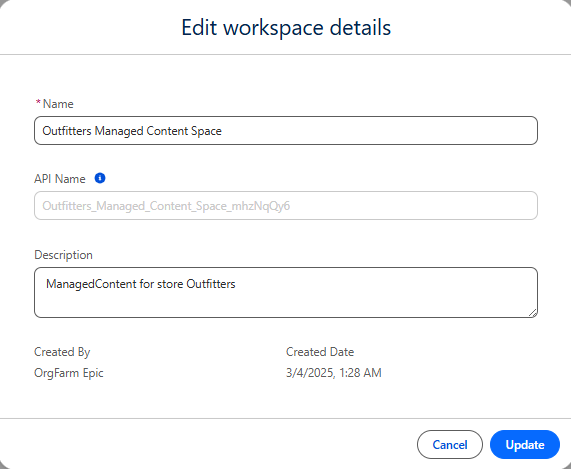 Edit workspace details
*Name
Outfitters Managed Content Space
API Name
Outfitters_Managed_Content_Space_mhzNqQy6
Description
ManagedContent for store Outfitters
Created By
Created Date
OrgFarm Epic
3/4/2025, 1:28 AM
Cancel
Update